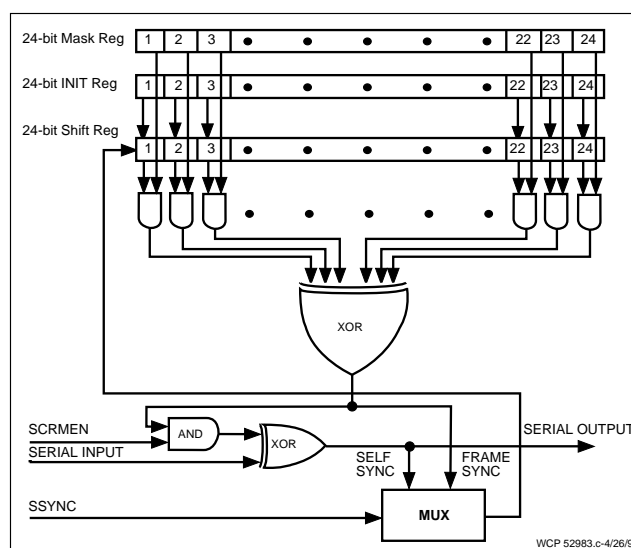 24-bit Mask Reg 1 2 3 22 23 24
24-bit INIT Reg 1 2 3 22 23 24
24-bit Shift Reg 1 2 3 22 23 24
XOR
SCRMEN
AND
XOR
SERIAL INPUT
SERIAL OUTPUT
SELF SYNC
FRAME SYNC
SSYNC
MUX
WCP 52983.c-4/26/9